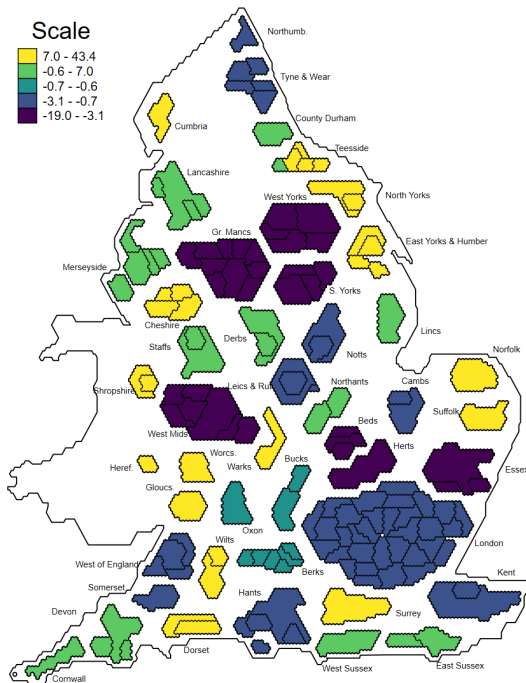 Scale
7.0 - 43.4
-0.6 - 7.0
-0.7 - -0.6
-3.1 - -0.7
-19.0 - -3.1
Northumb.
Tyne & Wear
Cumbria
County Durham
Teesside
Lancashire
West Yorks
North Yorks
Gr. Mancs
East Yorks & Humber
Merseyside
S. Yorks
Cheshire
Lincs
Staffs
Derbs
Notts
Norfolk
Shropshire
Leics & Rut
Northants
Cambs
Suffolk
West Mids
Beds
Worcs.
Warks
Bucks
Herts
Heref.
Essex
Gloucs.
Oxon
Wilts
London
West of England
Berks
Kent
Somerset
Hants
Devon
Surrey
Dorset
West Sussex
East Sussex
Cornwall